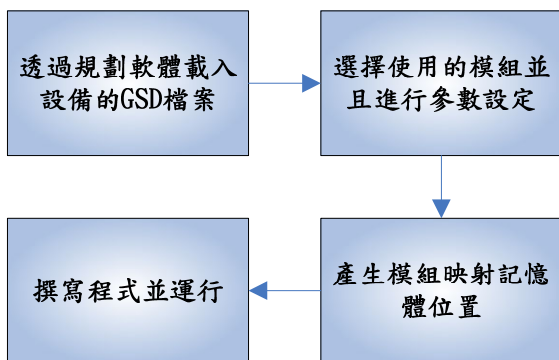 透過規劃軟體載入
設備的GSD檔案
選擇使用的模組並
且進行參數設定
產生模組映射記憶
體位置
撰寫程式並運行